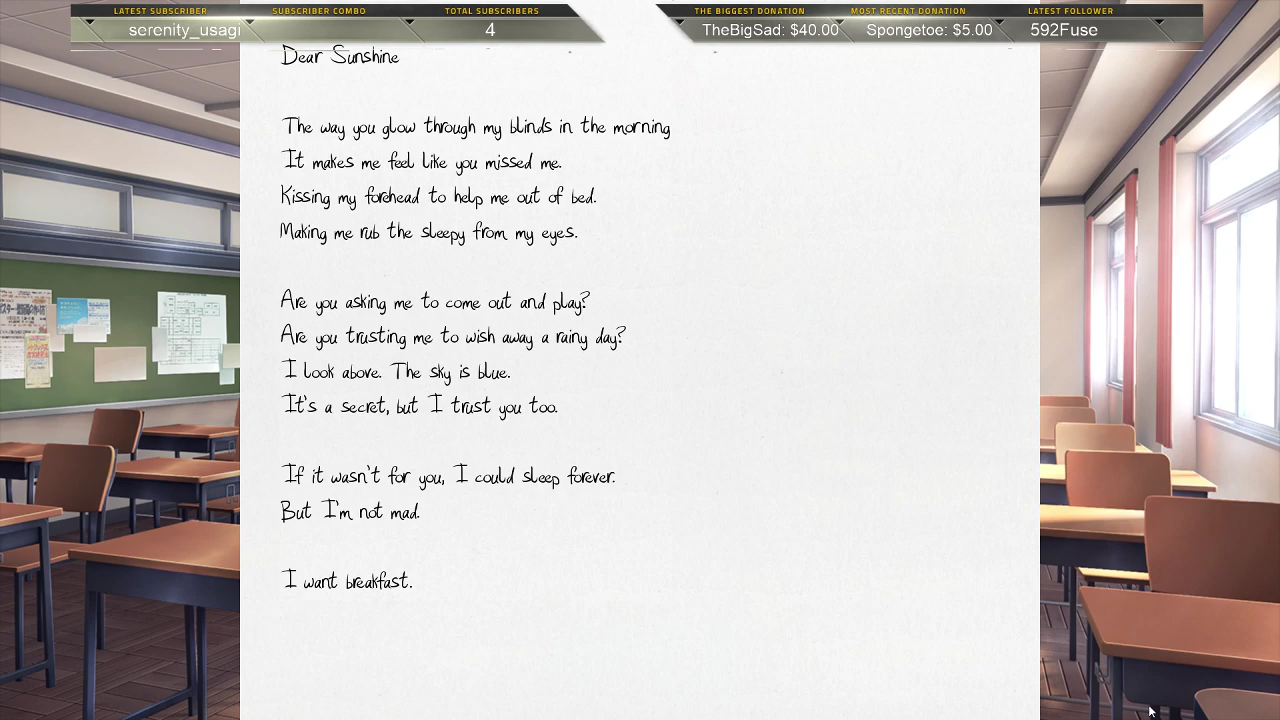 LATEST SUBSCRIBER
serenity_usagi
SUBSCRIBER COMBO
TOTAL SUBSCRIBERS
4
THE BIGGEST DONATION
TheBigSad: $40.00
MOST RECENT DONATION
Spongetoe: $5.00
LATEST FOLLOWER
592Fuse
Dear Sunshine
The way you glow through my blinds in the morning
It makes me feel like you missed me.
Kissing my forehead to help me out of bed.
Making me rub the sleepy from my eyes.
Are you asking me to come out and play?
Are you trusting me to wish away a rainy day?
I look above. The sky is blue.
It's a secret, but I trust you too.
If it wasn't for you, I could sleep forever.
But I'm not mad.
I want breakfast.